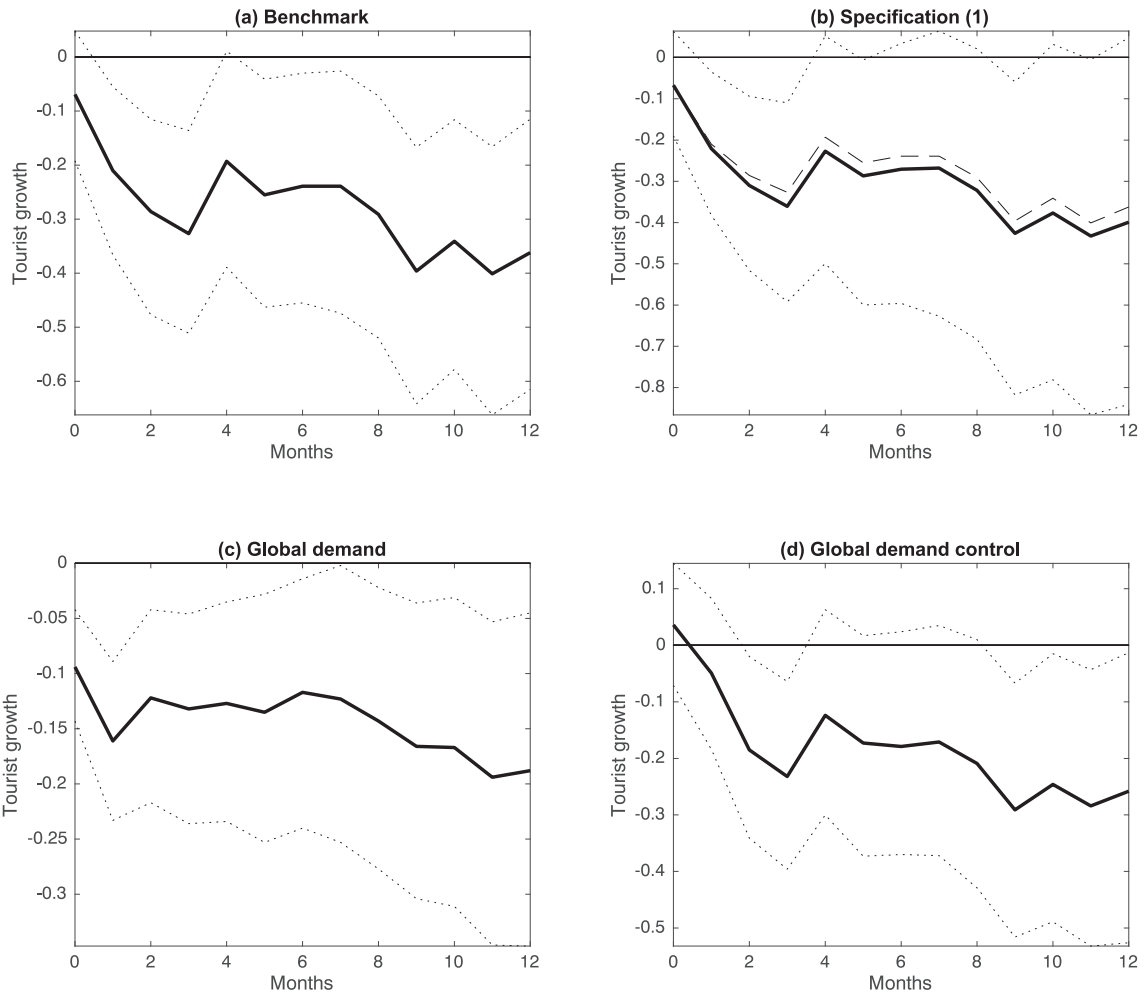 (a) Benchmark
0
-0.1
-0.2
-0.3
-0.4
-0.5
-0.6
Tourist growth
0 2 4 6 8 10 12
Months
(b) Specification (1)
0
-0.1
-0.2
-0.3
-0.4
-0.5
-0.6
-0.7
-0.8
Tourist growth
0 2 4 6 8 10 12
Months
(c) Global demand
0
-0.05
-0.1
-0.15
-0.2
-0.25
-0.3
Tourist growth
0 2 4 6 8 10 12
Months
(d) Global demand control
0.1
0
-0.1
-0.2
-0.3
-0.4
-0.5
Tourist growth
0 2 4 6 8 10 12
Months